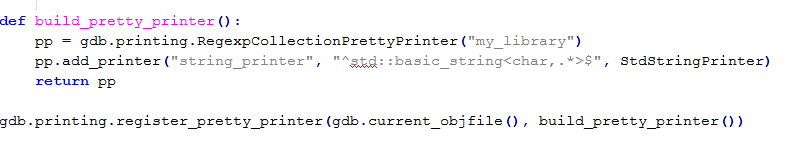 def build_pretty_printer():
    pp = gdb.printing.RegexpCollectionPrettyPrinter("my_library")
    pp.add_printer("string_printer", "^std::basic_string<char,.*>$", StdStringPrinter)
    return pp
gdb.printing.register_pretty_printer(gdb.current_objfile(), build_pretty_printer())